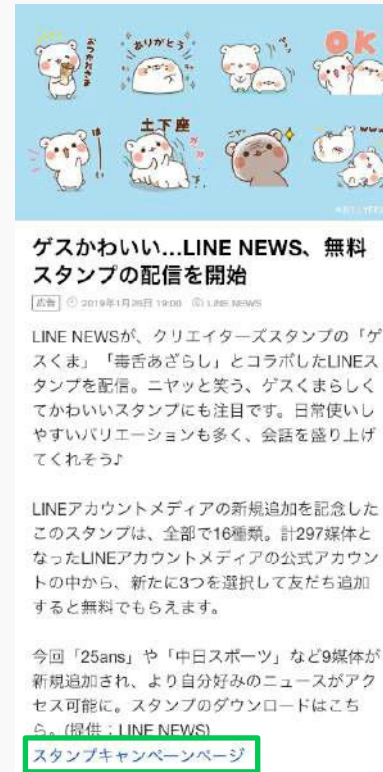 おつかれさま
ありがとう
OK
は
い
土下座
ゲスかわいい…LINE NEWS、無料
スタンプの配信を開始
広告 2019年1月26日 19:00 LINE NEWS
LINE NEWSが、クリエイターズスタンプの「ゲ
スくま」「毒舌あざらし」とコラボしたLINEス
タンプを配信。ニヤッと笑う、ゲスくまらしく
てかわいいスタンプにも注目です。日常使いし
やすいバリエーションも多く、会話を盛り上げ
てくれそう♪
LINEアカウントメディアの新規追加を記念した
このスタンプは、全部で16種類。計297媒体と
なったLINEアカウントメディアの公式アカウン
トの中から、新たに3つを選択して友だち追加
すると無料でもらえます。
今回「25ans」や「中日スポーツ」など9媒体が
新規追加され、より自分好みのニュースがアク
セス可能に。スタンプのダウンロードはこち
ら。(提供：LINE NEWS)
スタンプキャンペーンページ